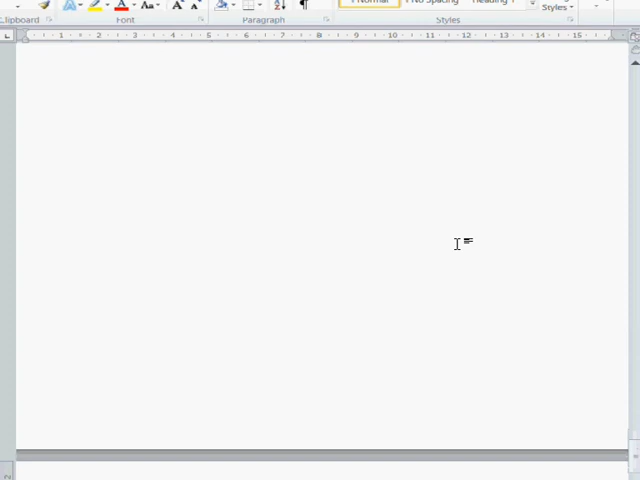 Normal No Spacing Heading 1
Styles
Clipboard Font Paragraph Styles
1 2 3 4 5 6 7 8 9 10 11 12 13 14 15
2